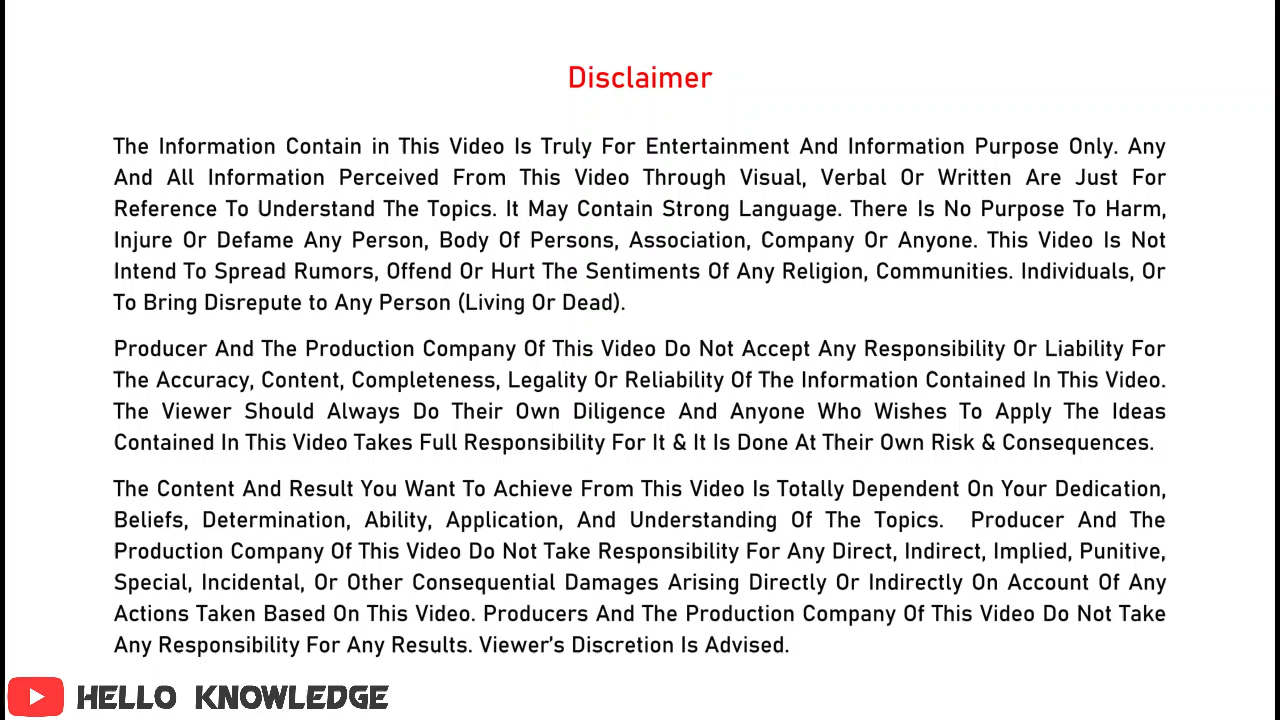 Disclaimer
The Information Contain in This Video Is Truly For Entertainment And Information Purpose Only. Any
And All Information Perceived From This Video Through Visual, Verbal Or Written Are Just For
Reference To Understand The Topics. It May Contain Strong Language. There Is No Purpose To Harm,
Injure Or Defame Any Person, Body Of Persons, Association, Company Or Anyone. This Video Is Not
Intend To Spread Rumors, Offend Or Hurt The Sentiments Of Any Religion, Communities. Individuals, Or
To Bring Disrepute to Any Person (Living Or Dead).
Producer And The Production Company Of This Video Do Not Accept Any Responsibility Or Liability For
The Accuracy, Content, Completeness, Legality Or Reliability Of The Information Contained In This Video.
The Viewer Should Always Do Their Own Diligence And Anyone Who Wishes To Apply The Ideas
Contained In This Video Takes Full Responsibility For It & It Is Done At Their Own Risk & Consequences.
The Content And Result You Want To Achieve From This Video Is Totally Dependent On Your Dedication,
Beliefs, Determination, Ability, Application, And Understanding Of The Topics. Producer And The
Production Company Of This Video Do Not Take Responsibility For Any Direct, Indirect, Implied, Punitive,
Special, Incidental, Or Other Consequential Damages Arising Directly Or Indirectly On Account Of Any
Actions Taken Based On This Video. Producers And The Production Company Of This Video Do Not Take
Any Responsibility For Any Results. Viewer's Discretion Is Advised.
HELLO KNOWLEDGE